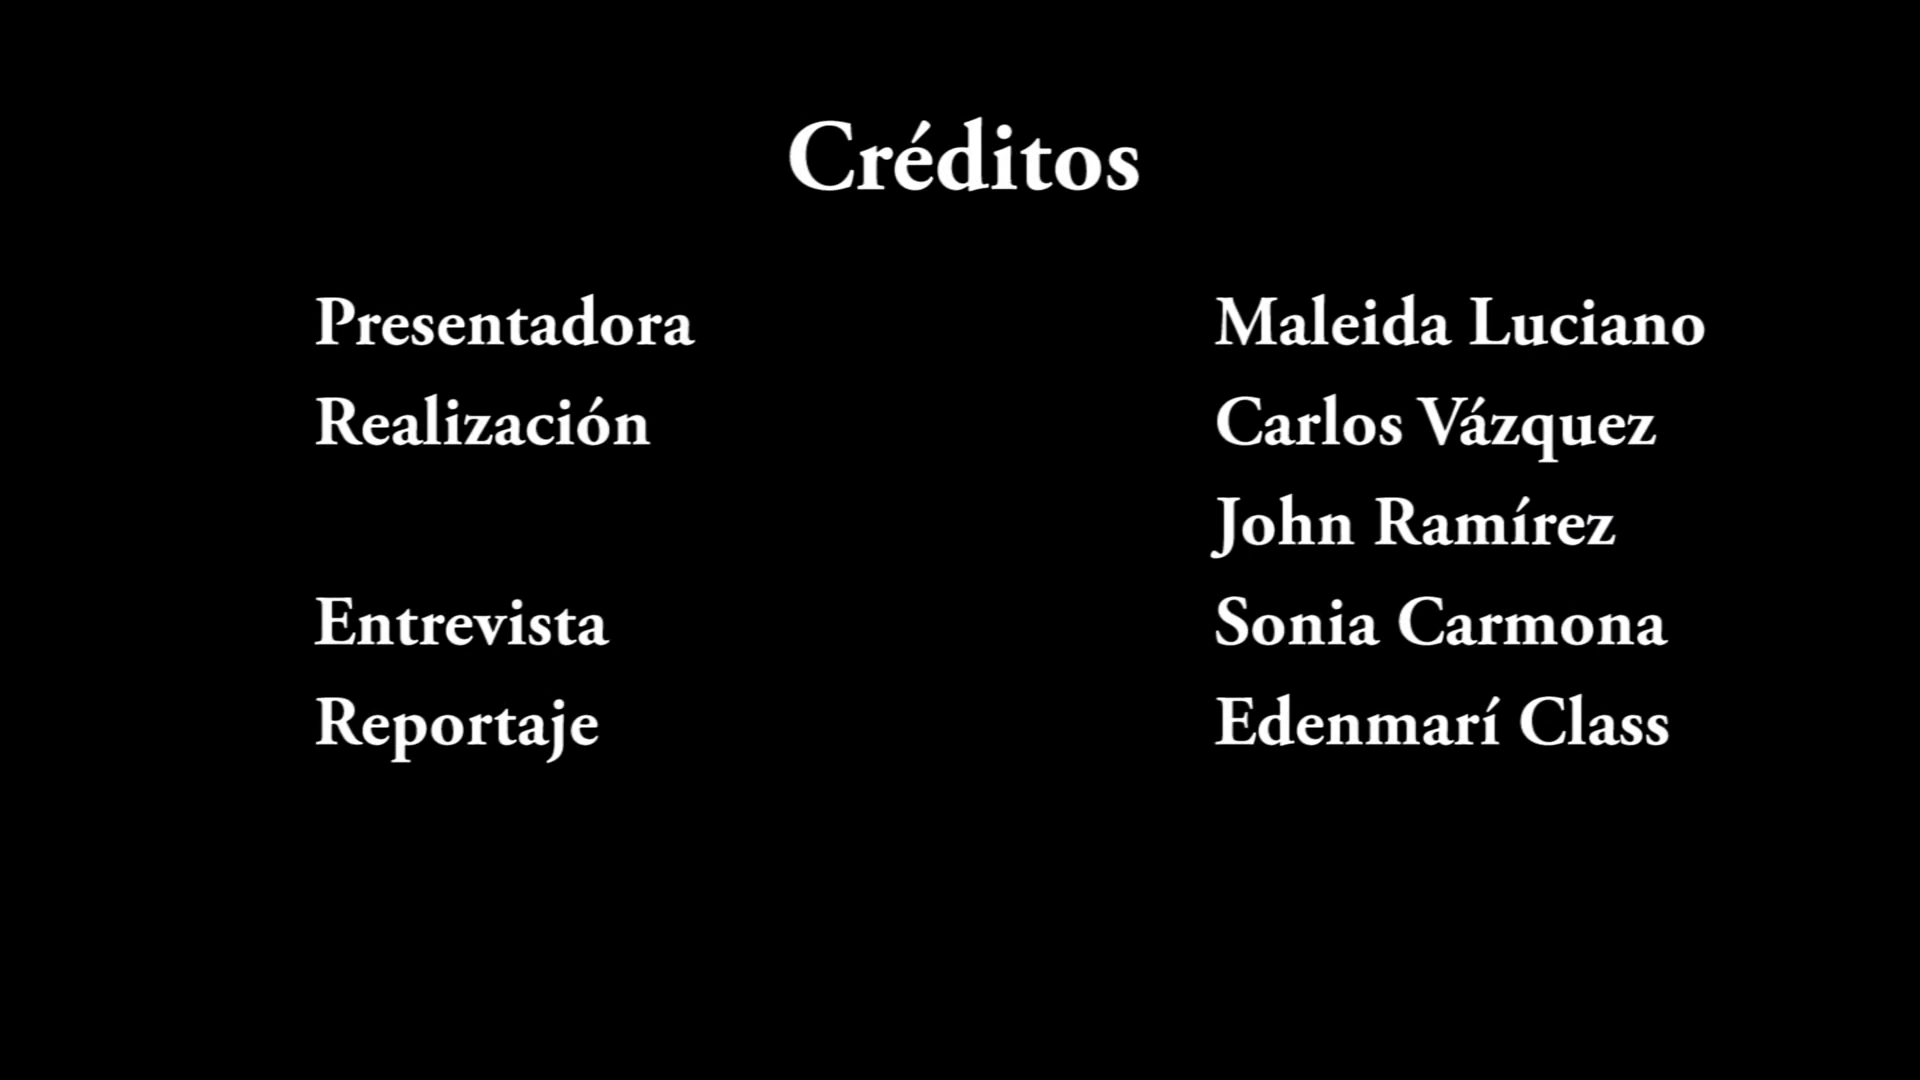 Créditos
Presentadora Maleida Luciano
Realización Carlos Vázquez
John Ramírez
Entrevista Sonia Carmona
Reportaje Edenmarí Class